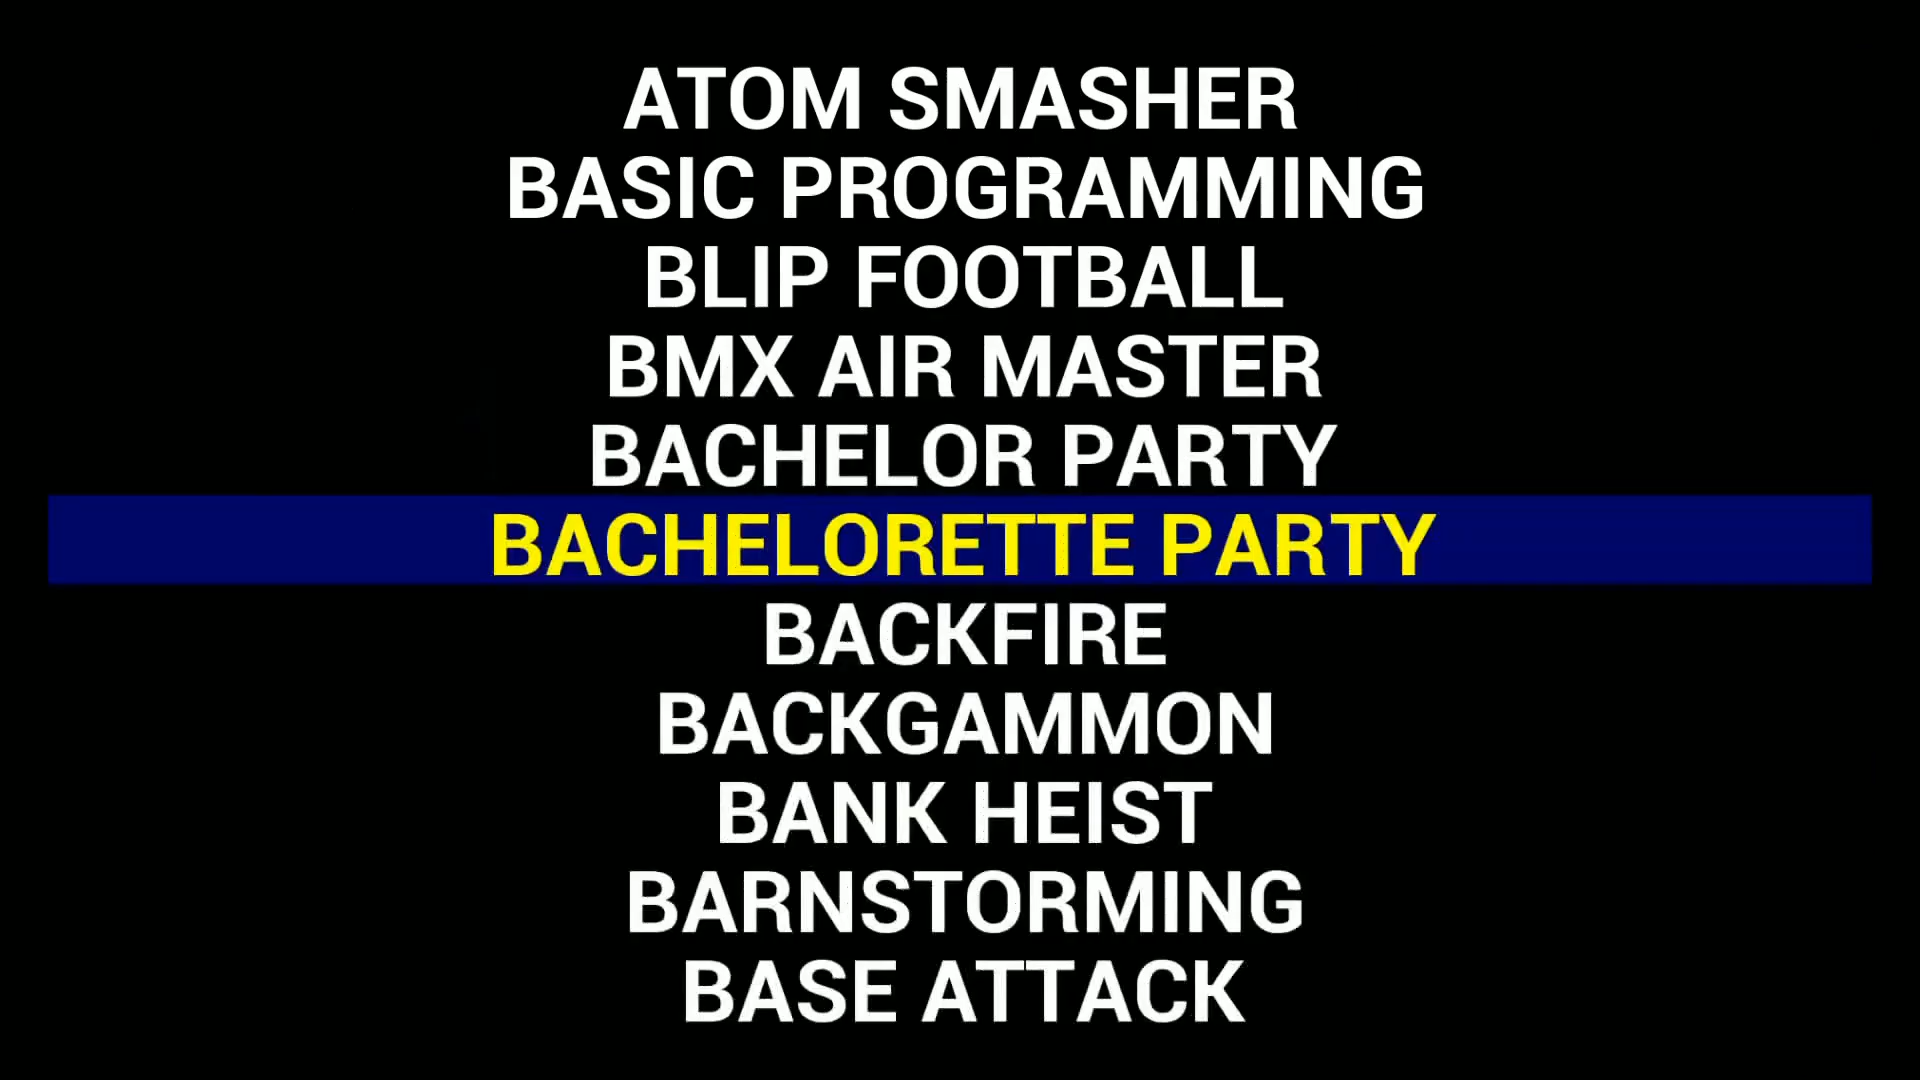 ATOM SMASHER
BASIC PROGRAMMING
BLIP FOOTBALL
BMX AIR MASTER
BACHELOR PARTY
BACHELORETTE PARTY
BACKFIRE
BACKGAMMON
BANK HEIST
BARNSTORMING
BASE ATTACK